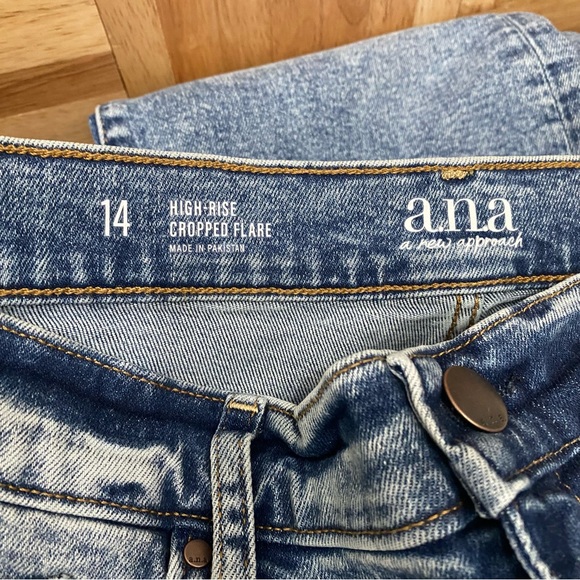 14
HIGH-RISE
CROPPED FLARE
MADE IN PAKISTAN
a.n.a
a new approach
a.n.a